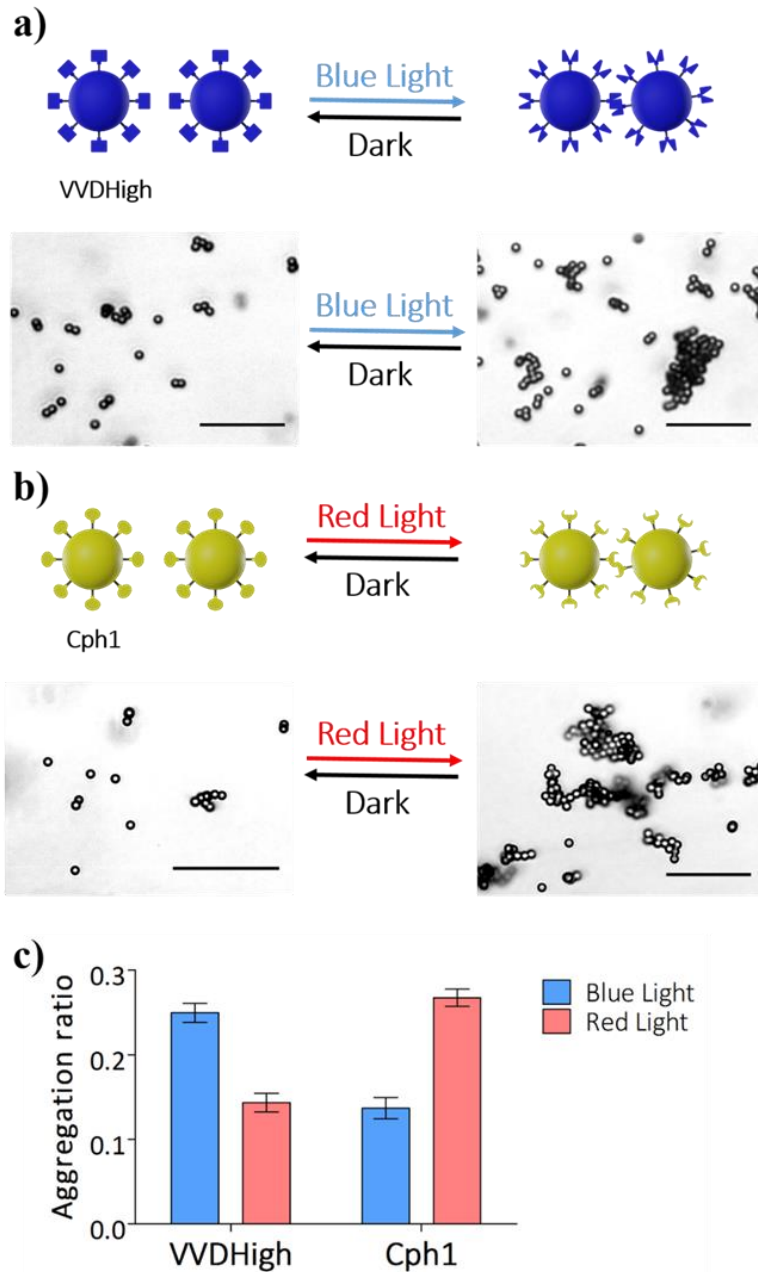 a)
Blue Light
Dark
VVDHigh
Blue Light
Dark
b)
Red Light
Dark
Cph1
Red Light
Dark
c)
Aggregation ratio
0.3
0.2
0.1
0.0
VVDHigh
Cph1
Blue Light
Red Light